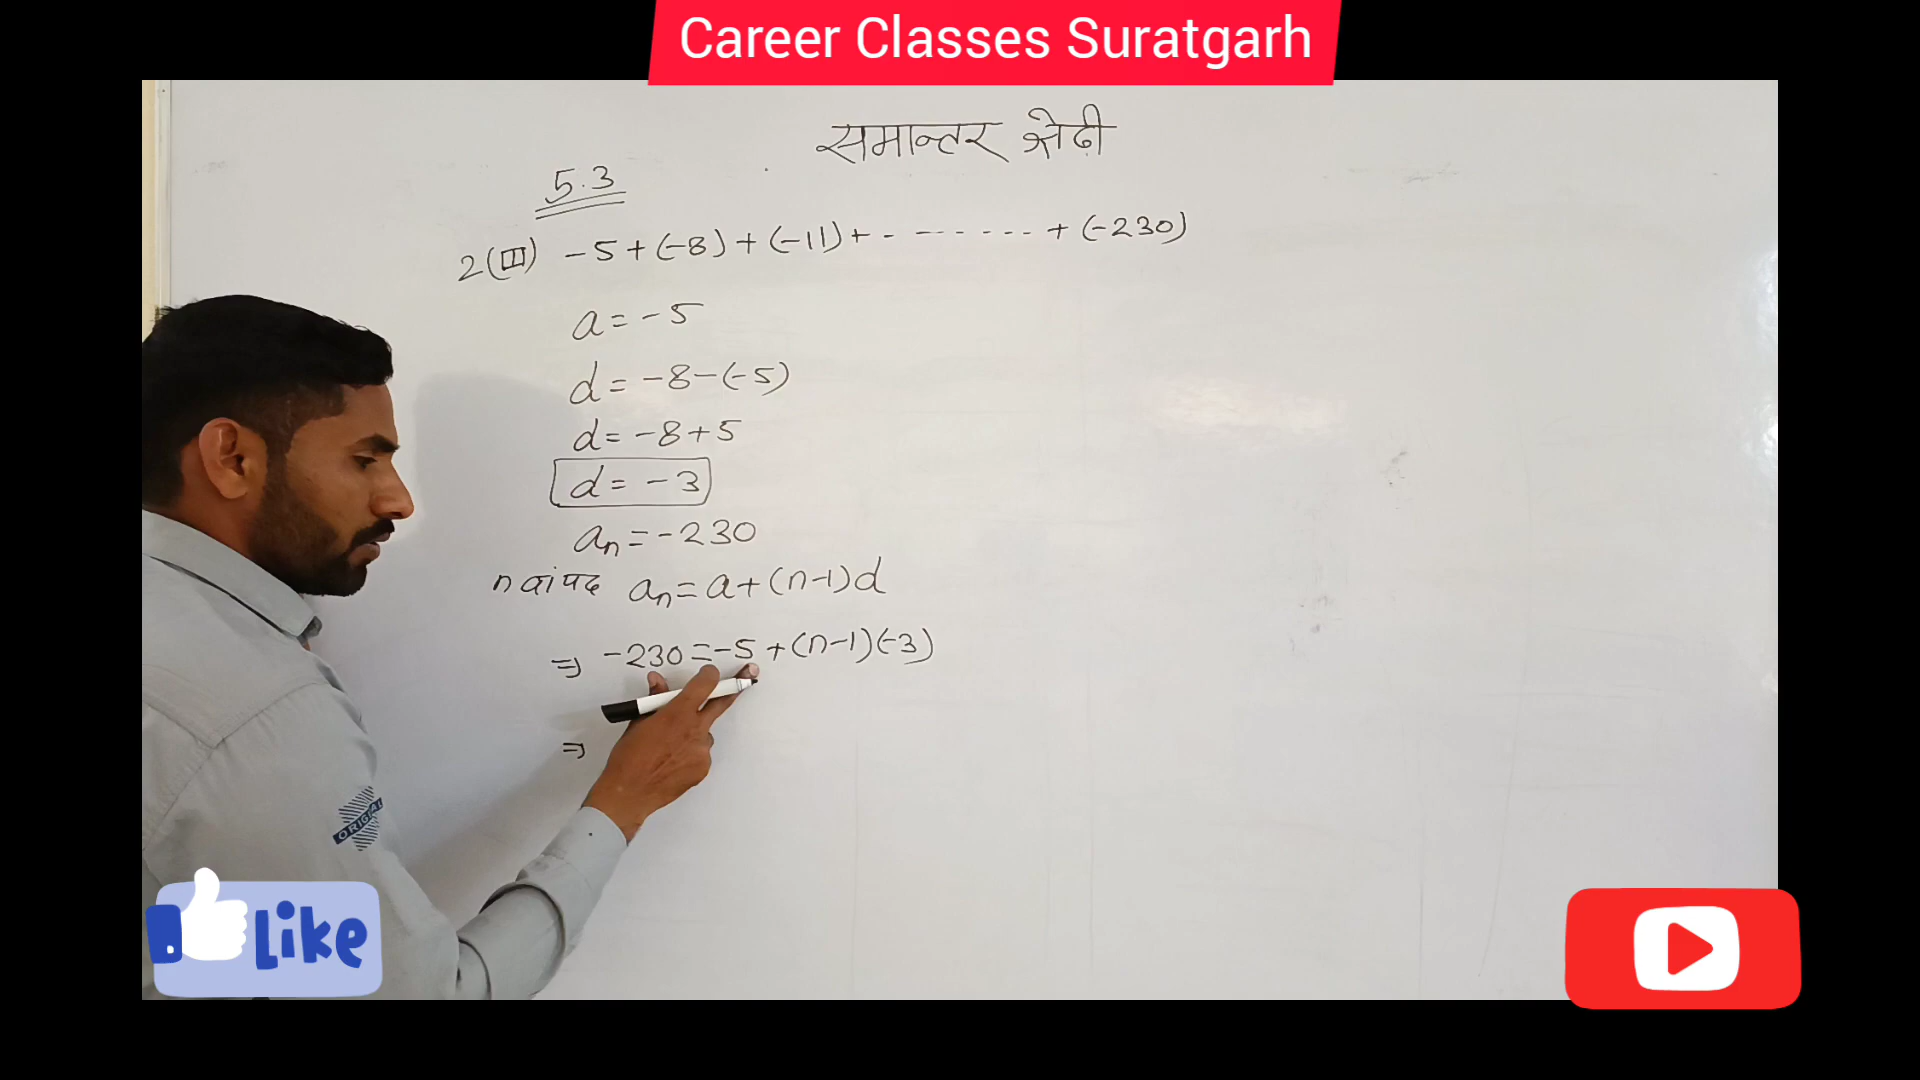 Career Classes Suratgarh
समान्तर श्रेढी
5.3
2(III) -5+(-8)+(-11)+- ------- +(-230)
a=-5
d=-8-(-5)
d=-8+5
d=-3
an=-230
n वां पद an=a+(n-1)d
⇒ -230=-5+(n-1)(-3)
⇒
ORIGINAL
Like